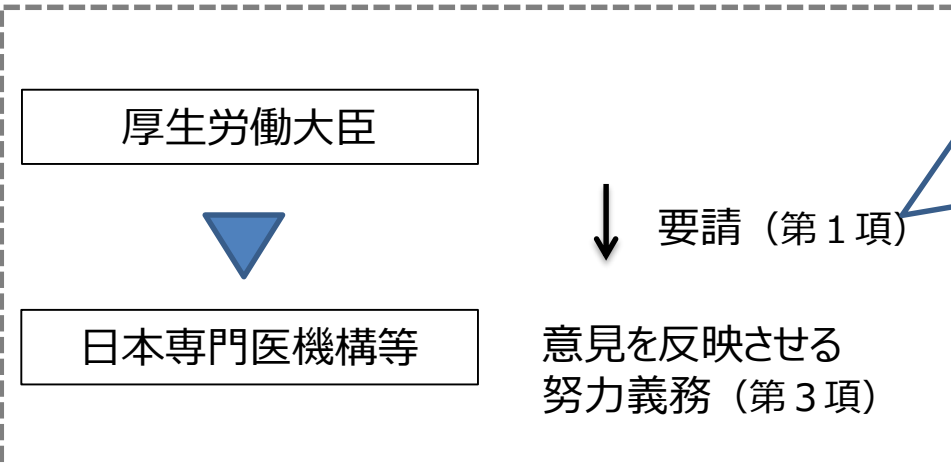 厚生労働大臣
要請（第１項）
日本専門医機構等
意見を反映させる
努力義務（第３項）